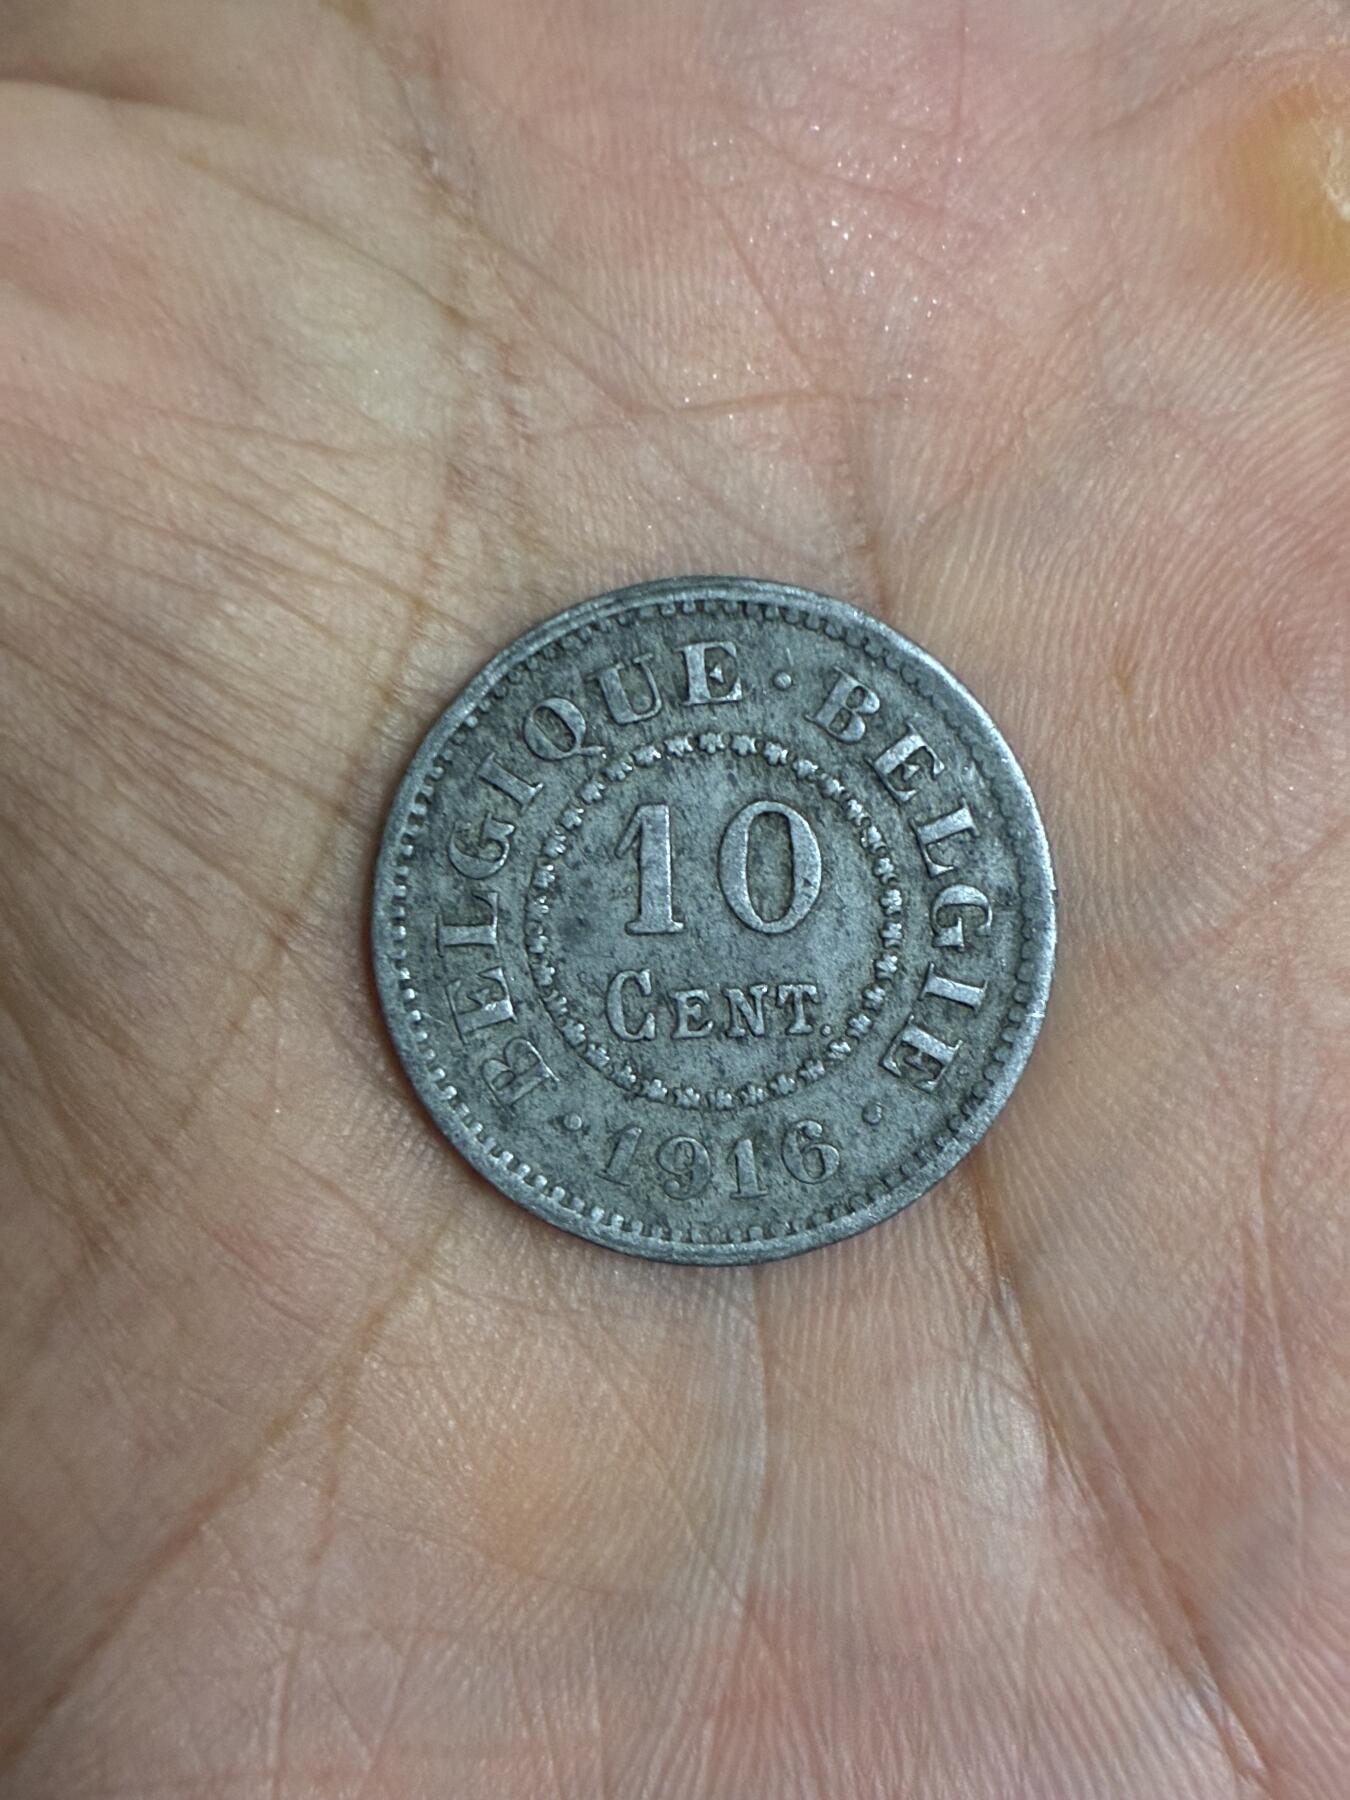 BELGIQUE · BELGIE
10
CENT.
· 1916 ·